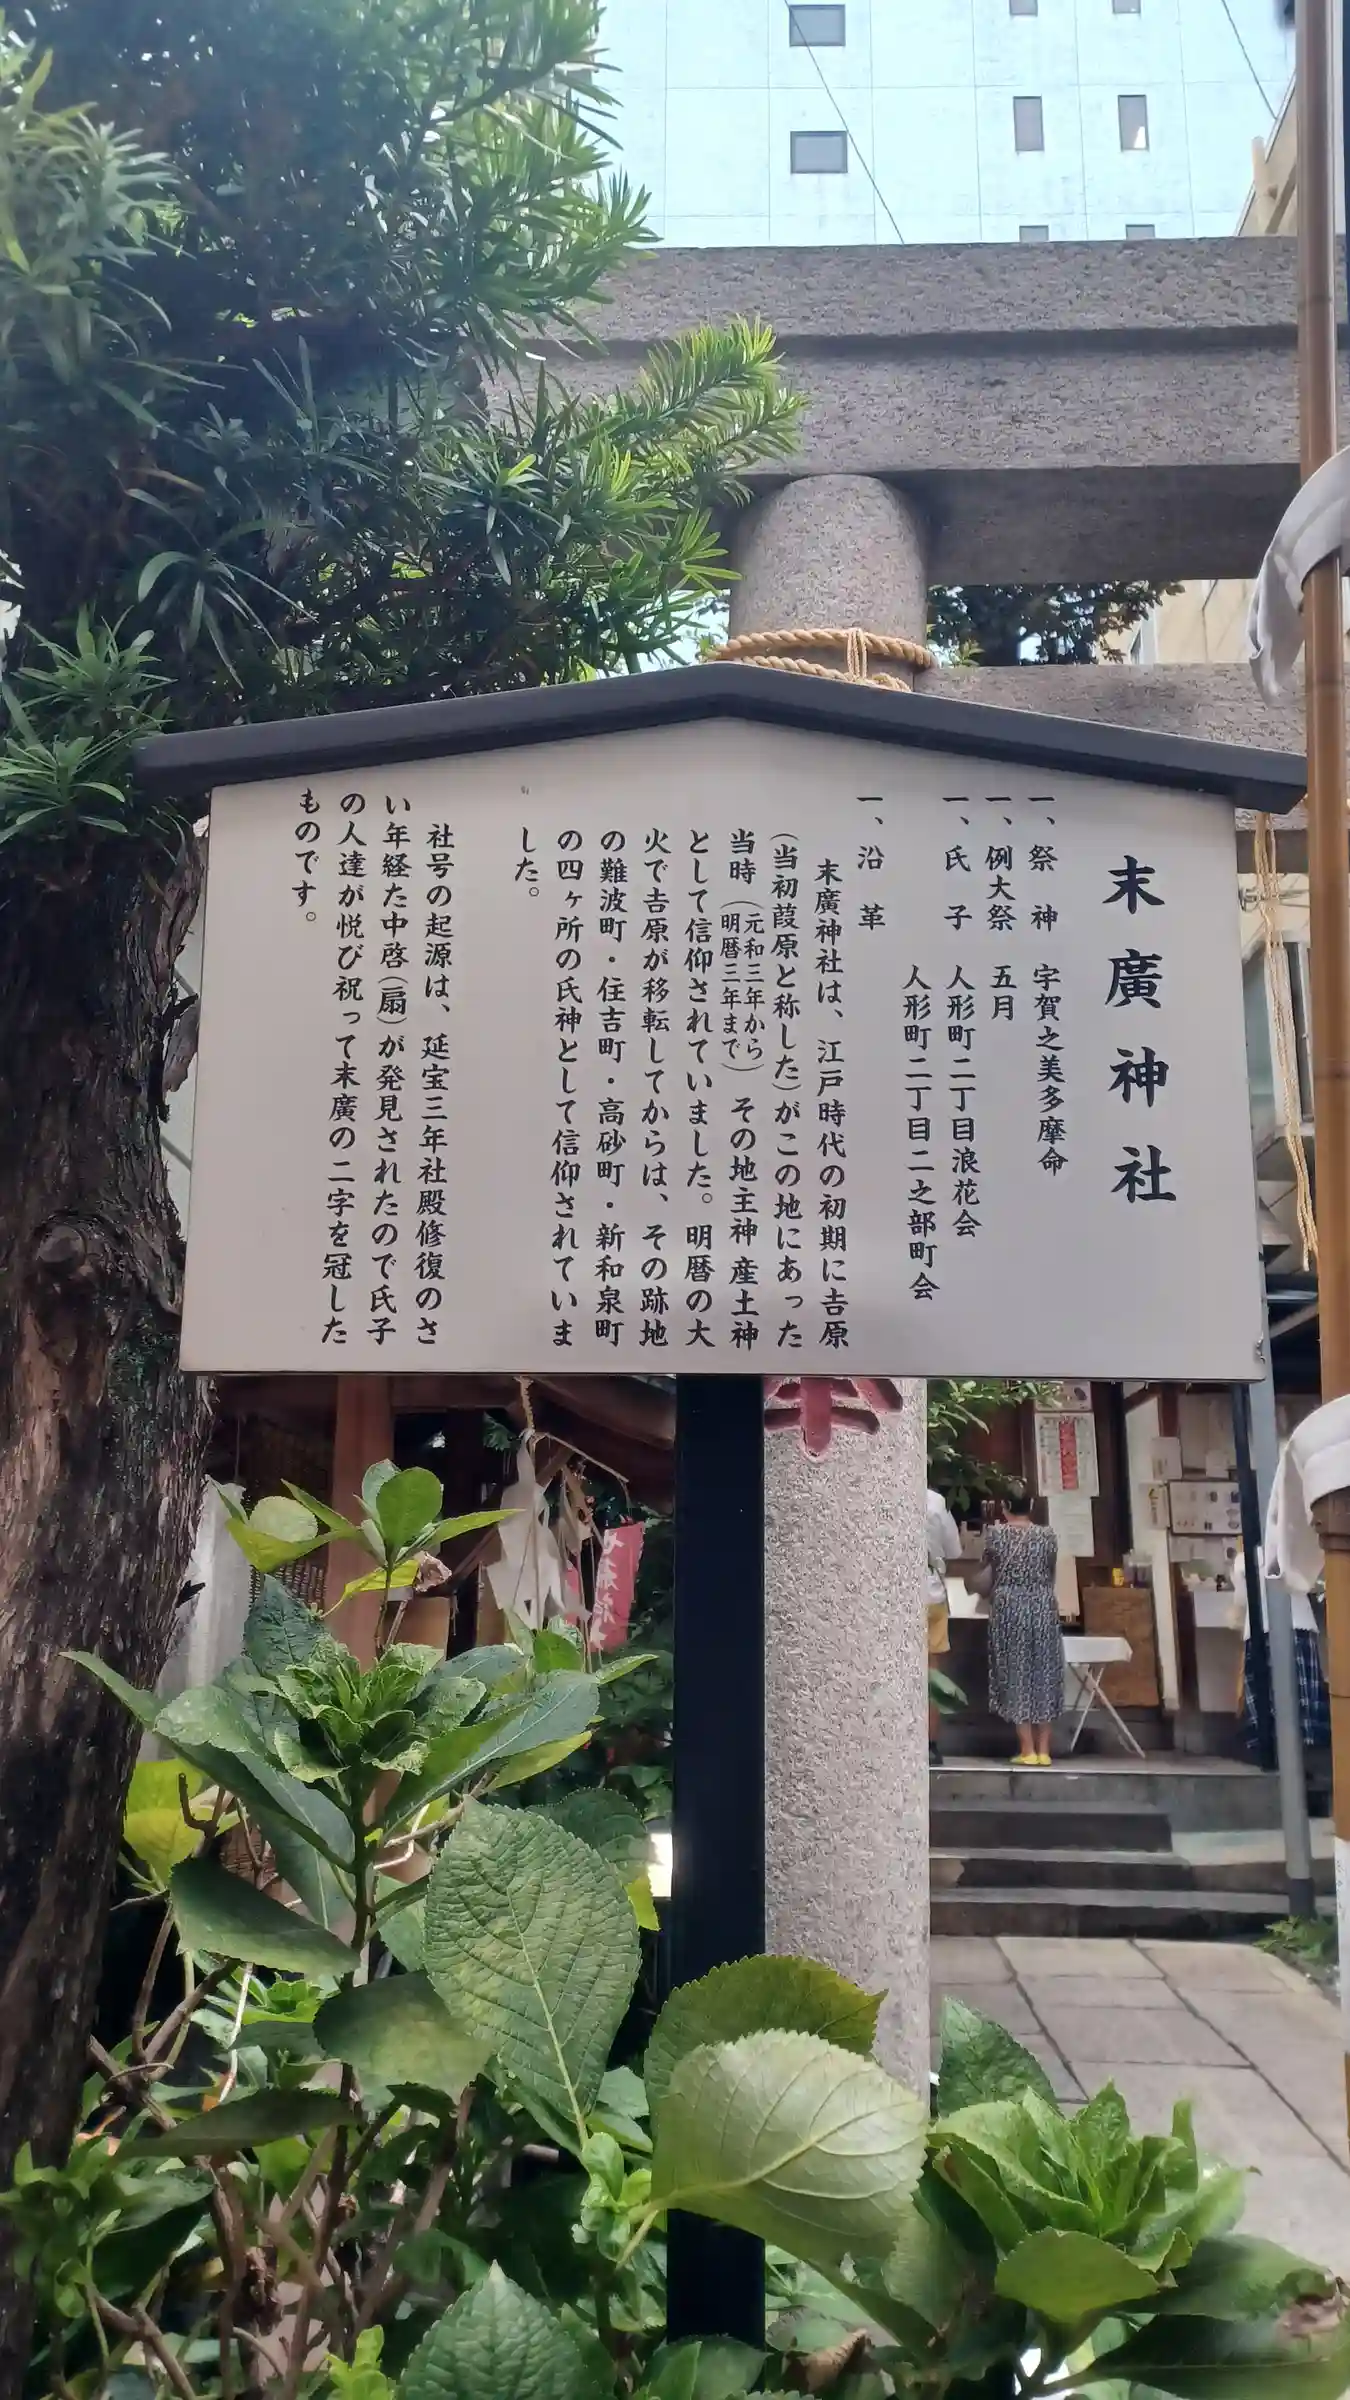 末廣神社
一、祭　神　宇賀之美多摩命
一、例大祭　五月
一、氏　子　人形町二丁目浪花会
人形町二丁目二之部町会
一、沿　革
末廣神社は、江戸時代の初期に吉原
（当初葭原と称した）がこの地にあった
当時（元和三年から明暦三年まで）その地主神産土神
として信仰されていました。明暦の大
火で吉原が移転してからは、その跡地
の難波町・住吉町・高砂町・新和泉町
の四ヶ所の氏神として信仰されていま
した。
社号の起源は、延宝三年社殿修復のさ
い年経た中啓（扇）が発見されたので氏子
の人達が悦び祝って末廣の二字を冠した
ものです。